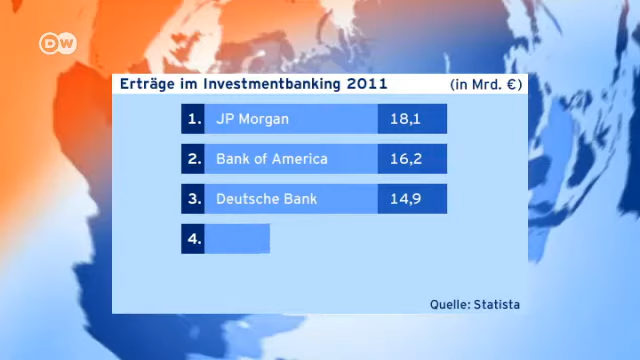 DW
Erträge im Investmentbanking 2011 (in Mrd. €)
1. JP Morgan 18,1
2. Bank of America 16,2
3. Deutsche Bank 14,9
4.
Quelle: Statista